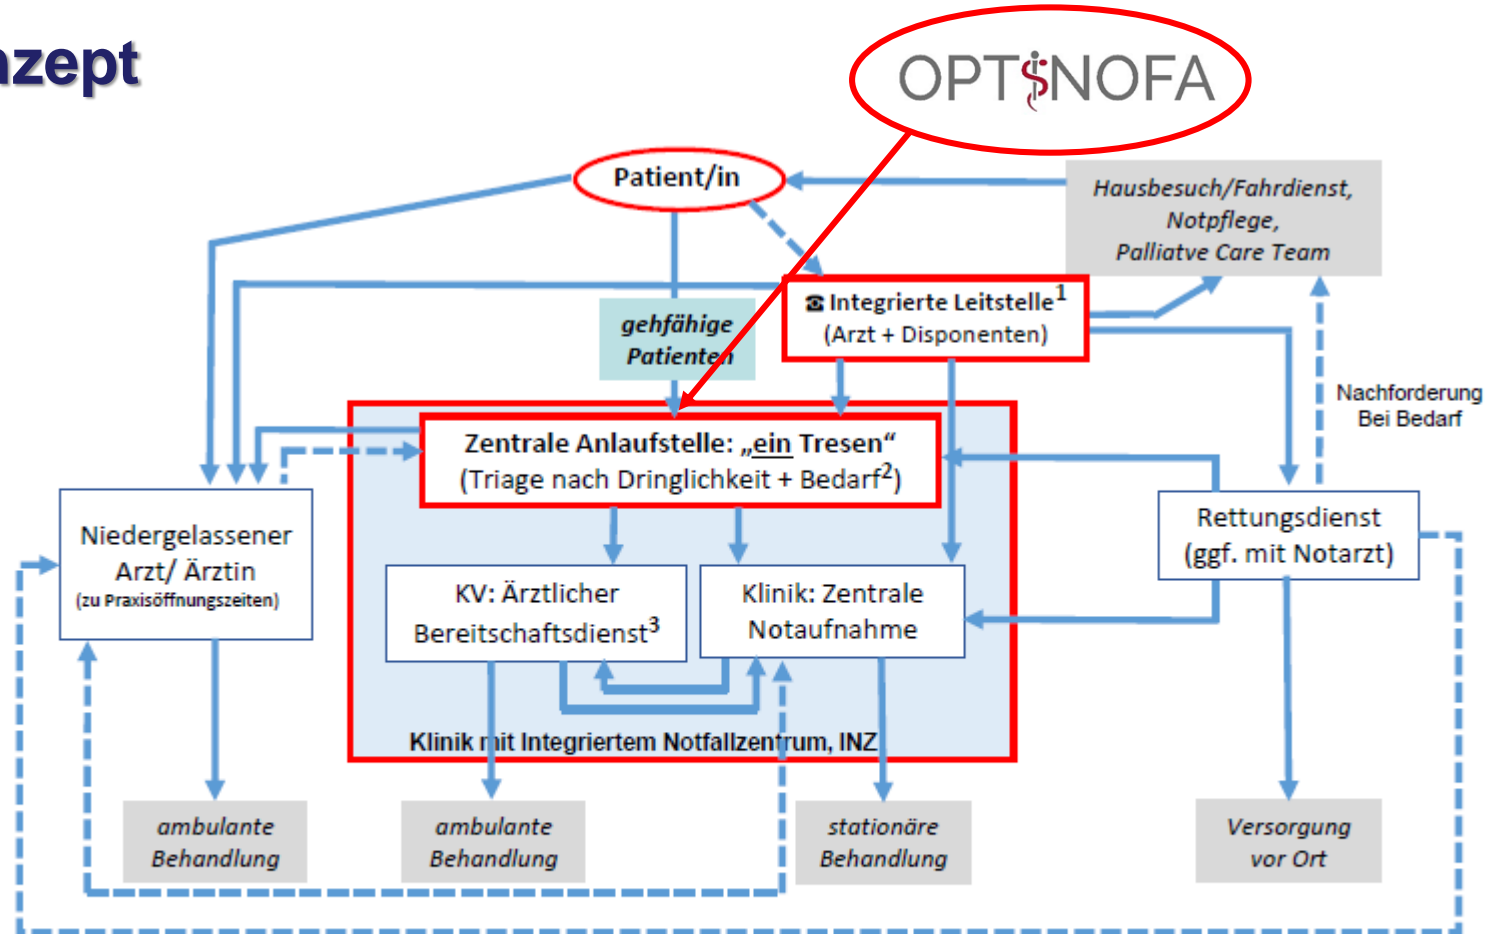 nzept
OPTINOFA
Patient/in
Hausbesuch/Fahrdienst,
Notpflege,
Palliatve Care Team
☎ Integrierte Leitstelle¹
(Arzt + Disponenten)
gehfähige
Patienten
Nachforderung
Bei Bedarf
Zentrale Anlaufstelle: „ein Tresen“
(Triage nach Dringlichkeit + Bedarf²)
Niedergelassener
Arzt/ Ärztin
(zu Praxisöffnungszeiten)
KV: Ärztlicher
Bereitschaftsdienst³
Klinik: Zentrale
Notaufnahme
Rettungsdienst
(ggf. mit Notarzt)
Klinik mit Integriertem Notfallzentrum, INZ
ambulante
Behandlung
ambulante
Behandlung
stationäre
Behandlung
Versorgung
vor Ort